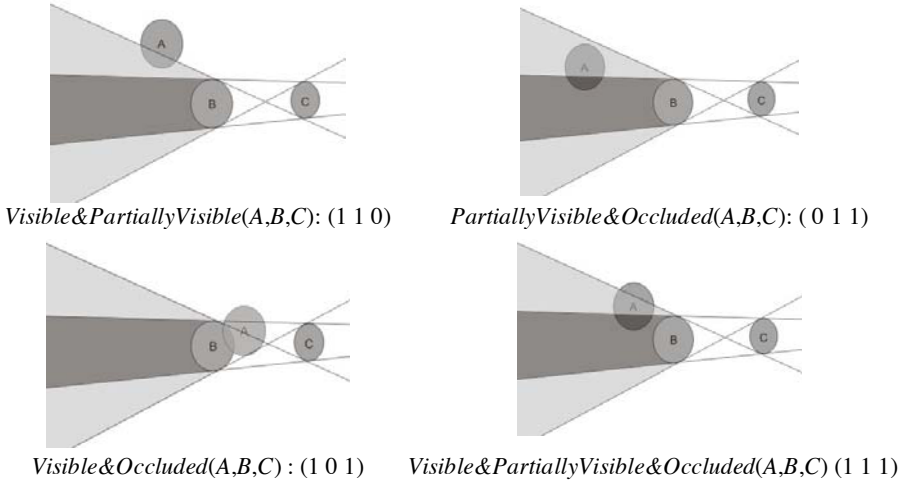 A
B
C
A
B
C
Visible&PartiallyVisible(A,B,C): (1 1 0)
PartiallyVisible&Occluded(A,B,C): ( 0 1 1)
A
B
C
A
B
C
Visible&Occluded(A,B,C) : (1 0 1)
Visible&PartiallyVisible&Occluded(A,B,C) (1 1 1)